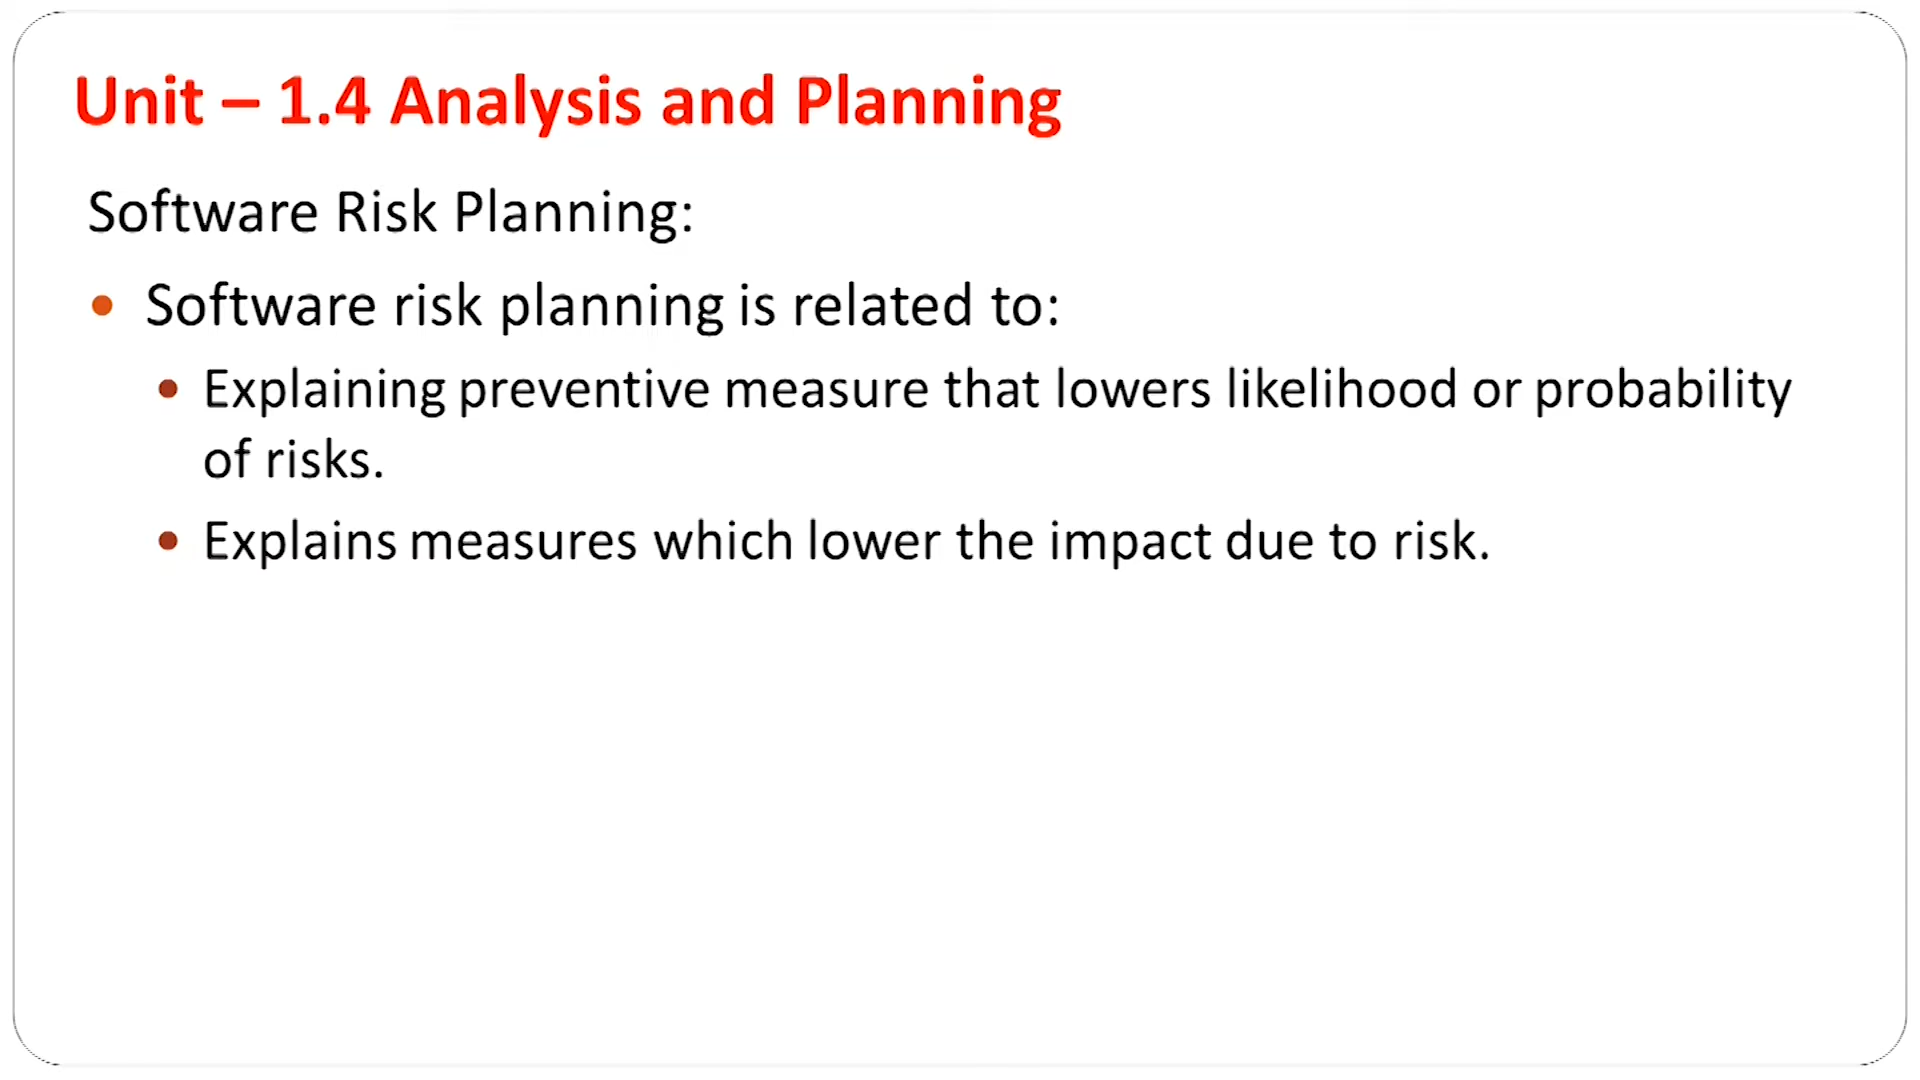 Unit – 1.4 Analysis and Planning
Software Risk Planning:
• Software risk planning is related to:
• Explaining preventive measure that lowers likelihood or probability
of risks.
• Explains measures which lower the impact due to risk.